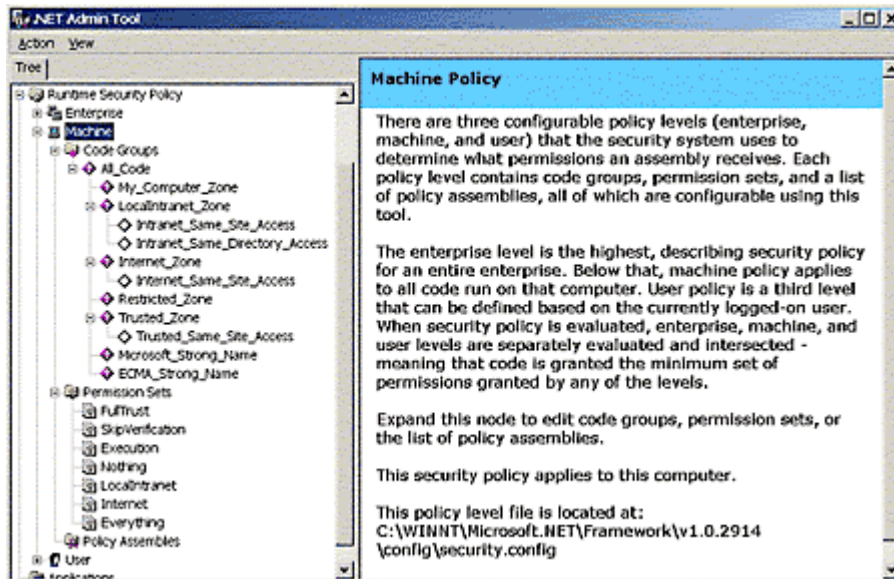 .NET Admin Tool
Action View
Tree
Runtime Security Policy
Enterprise
Machine
Code Groups
All_Code
My_Computer_Zone
LocalIntranet_Zone
Intranet_Same_Site_Access
Intranet_Same_Directory_Access
Internet_Zone
Internet_Same_Site_Access
Restricted_Zone
Trusted_Zone
Trusted_Same_Site_Access
Microsoft_Strong_Name
ECMA_Strong_Name
Permission Sets
FullTrust
SkipVerification
Execution
Nothing
LocalIntranet
Internet
Everything
Policy Assemblies
User
Applications
Machine Policy
There are three configurable policy levels (enterprise,
machine, and user) that the security system uses to
determine what permissions an assembly receives. Each
policy level contains code groups, permission sets, and a list
of policy assemblies, all of which are configurable using this
tool.
The enterprise level is the highest, describing security policy
for an entire enterprise. Below that, machine policy applies
to all code run on that computer. User policy is a third level
that can be defined based on the currently logged-on user.
When security policy is evaluated, enterprise, machine, and
user levels are separately evaluated and intersected -
meaning that code is granted the minimum set of
permissions granted by any of the levels.
Expand this node to edit code groups, permission sets, or
the list of policy assemblies.
This security policy applies to this computer.
This policy level file is located at:
C:\WINNT\Microsoft.NET\Framework\v1.0.2914
\config\security.config